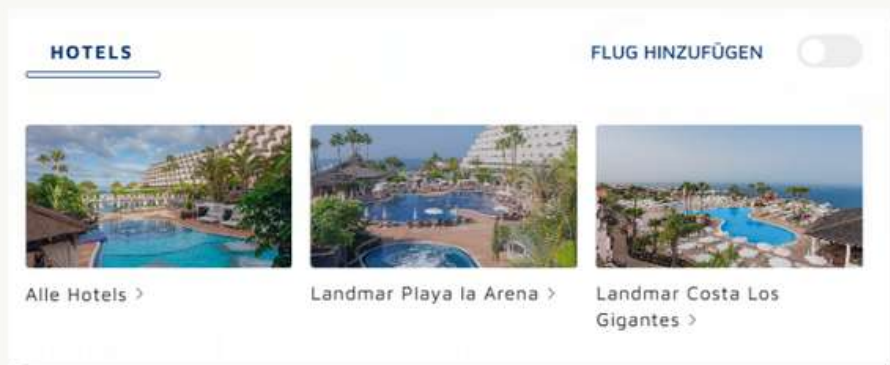 HOTELS
FLUG HINZUFÜGEN
Alle Hotels >
Landmar Playa la Arena >
Landmar Costa Los
Gigantes >